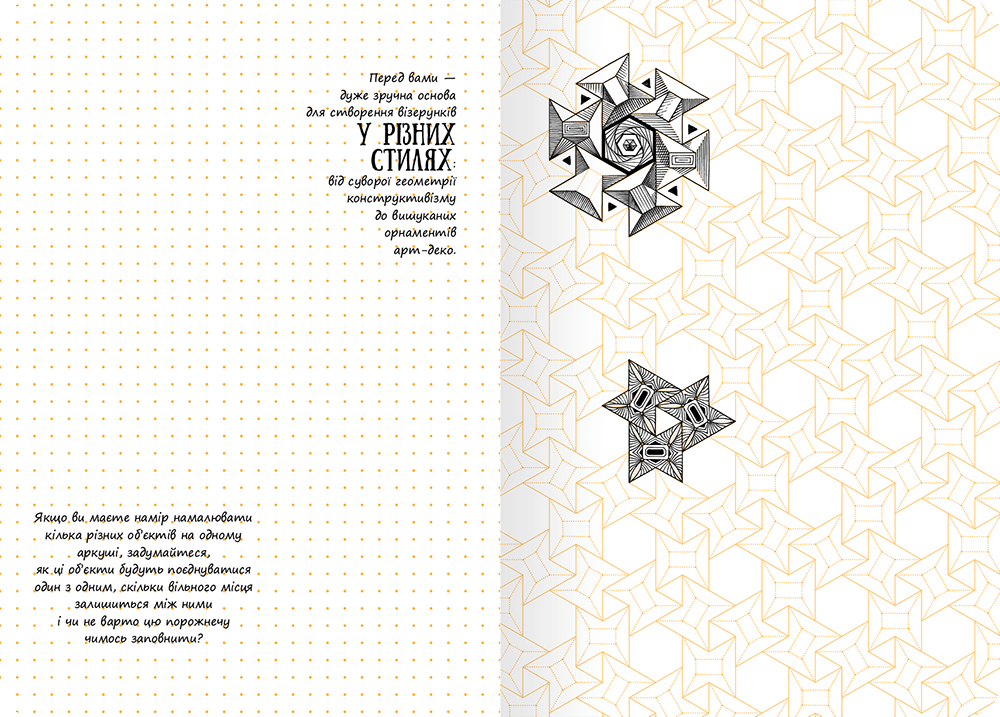 Перед вами —
дуже зручна основа
для створення візерунків
У РІЗНИХ
СТИЛЯХ:
від суворої геометрії
конструктивізму
до вишуканих
орнаментів
арт-деко.
Якщо ви маєте намір намалювати
кілька різних об'єктів на одному
аркуші, задумайтеся,
як ці об'єкти будуть поєднуватися
один з одним, скільки вільного місця
залишиться між ними
і чи не варто цю порожнечу
чимось заповнити?